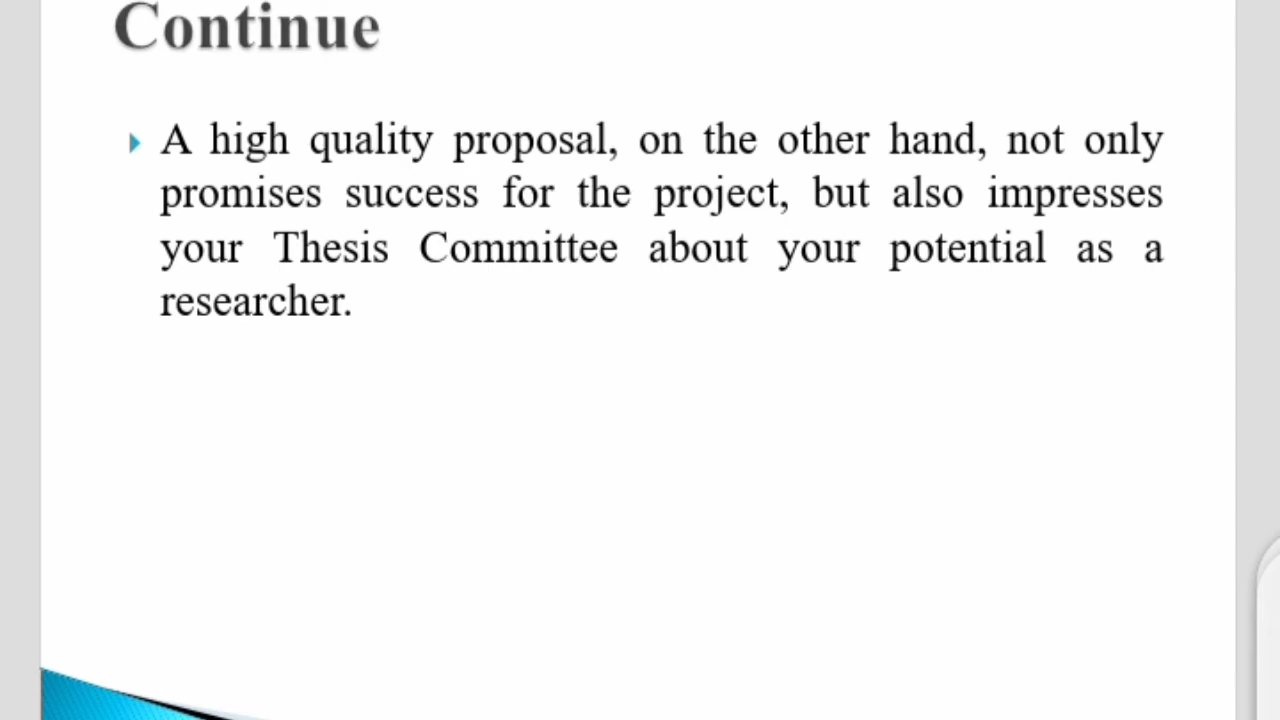 Continue
A high quality proposal, on the other hand, not only
promises success for the project, but also impresses
your Thesis Committee about your potential as a
researcher.